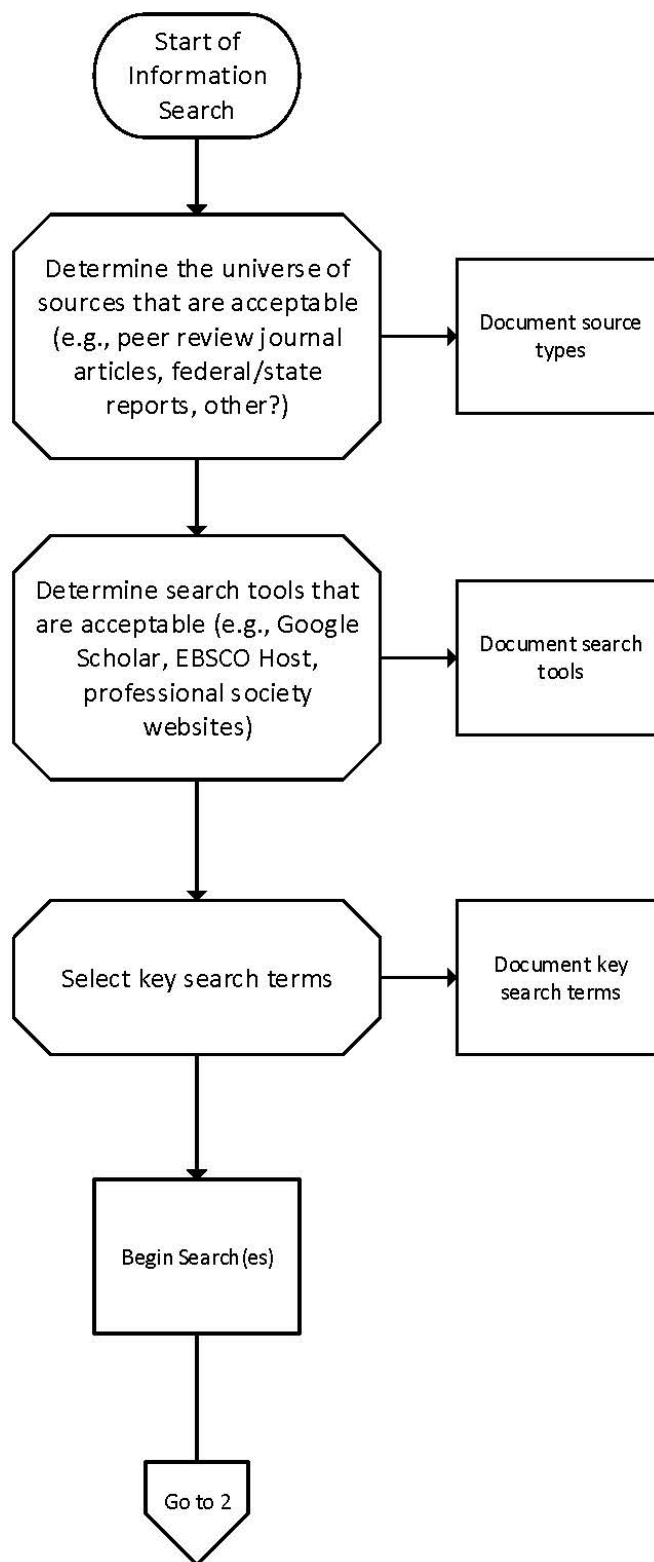 Start of
Information
Search
Determine the universe of
sources that are acceptable
(e.g., peer review journal
articles, federal/state
reports, other?)
Document source
types
Determine search tools that
are acceptable (e.g., Google
Scholar, EBSCO Host,
professional society
websites)
Document search
tools
Select key search terms
Document key
search terms
Begin Search(es)
Go to 2